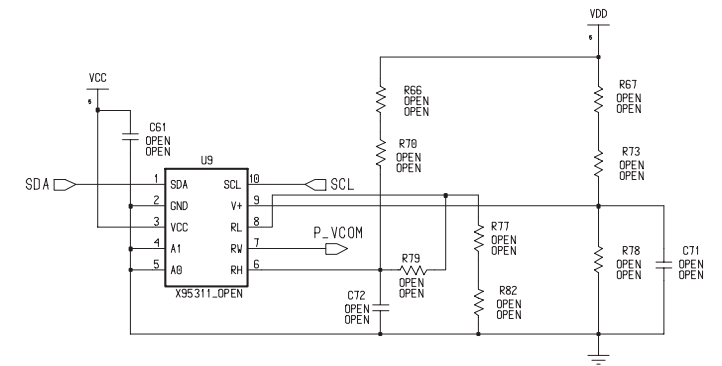 VDD
6
VCC
6
R66
OPEN
OPEN
R67
OPEN
OPEN
C61
OPEN
OPEN
R70
OPEN
OPEN
R73
OPEN
OPEN
U9
SDA
1
SDA
SCL
10
SCL
2
GND
V+
9
3
VCC
RL
8
4
A1
RW
7
P_VCOM
5
A0
RH
6
X95311_OPEN
R77
OPEN
OPEN
R79
OPEN
OPEN
R78
OPEN
OPEN
C71
OPEN
OPEN
C72
OPEN
OPEN
R82
OPEN
OPEN